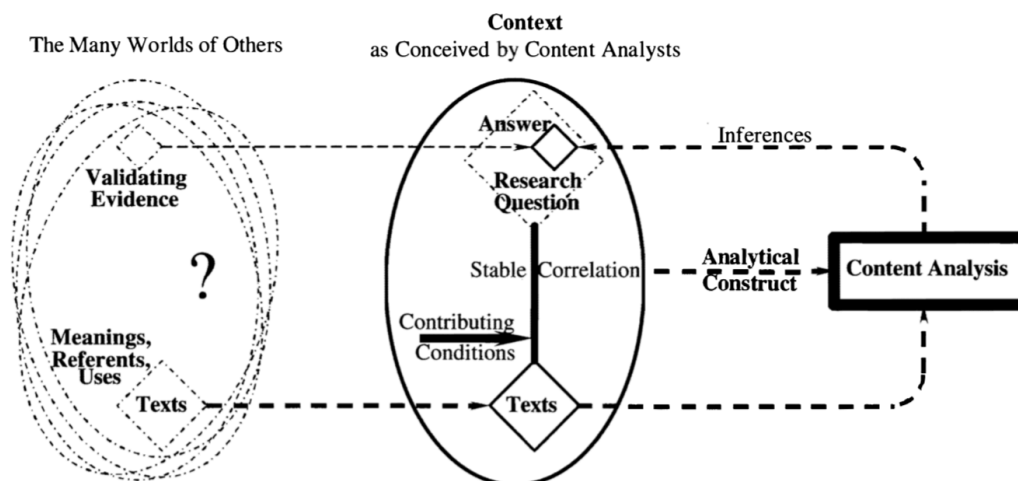 The Many Worlds of Others
Context
as Conceived by Content Analysts
Validating
Evidence
?
Meanings,
Referents,
Uses
Texts
Answer
Research
Question
Stable Correlation
Contributing
Conditions
Texts
Inferences
Analytical
Construct
Content Analysis